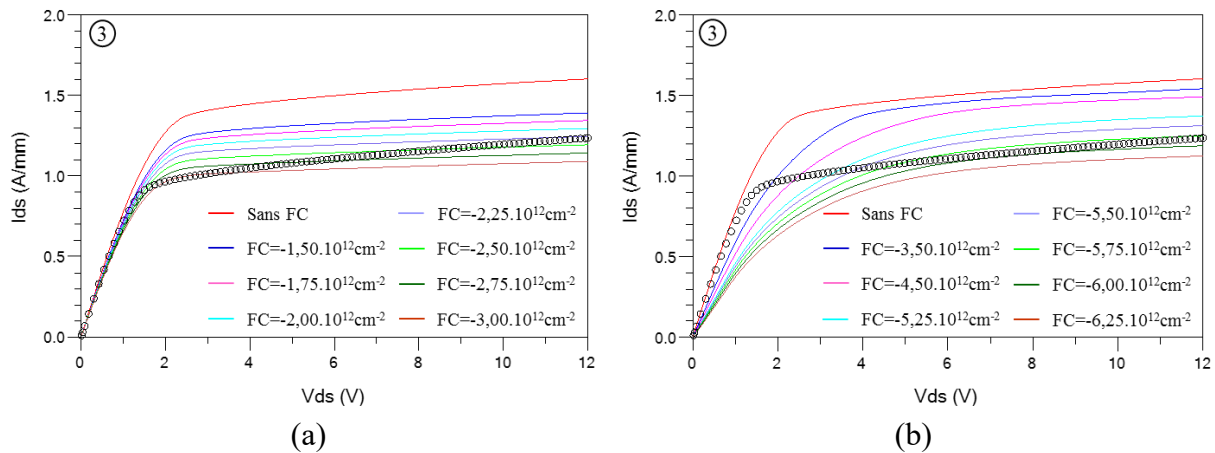 ③
2.0
1.5
1.0
0.5
0.0
Ids (A/mm)
Sans FC
FC=-1,50.10¹²cm⁻²
FC=-1,75.10¹²cm⁻²
FC=-2,00.10¹²cm⁻²
FC=-2,25.10¹²cm⁻²
FC=-2,50.10¹²cm⁻²
FC=-2,75.10¹²cm⁻²
FC=-3,00.10¹²cm⁻²
0 2 4 6 8 10 12
Vds (V)
(a)
③
2.0
1.5
1.0
0.5
0.0
Ids (A/mm)
Sans FC
FC=-3,50.10¹²cm⁻²
FC=-4,50.10¹²cm⁻²
FC=-5,25.10¹²cm⁻²
FC=-5,50.10¹²cm⁻²
FC=-5,75.10¹²cm⁻²
FC=-6,00.10¹²cm⁻²
FC=-6,25.10¹²cm⁻²
0 2 4 6 8 10 12
Vds (V)
(b)